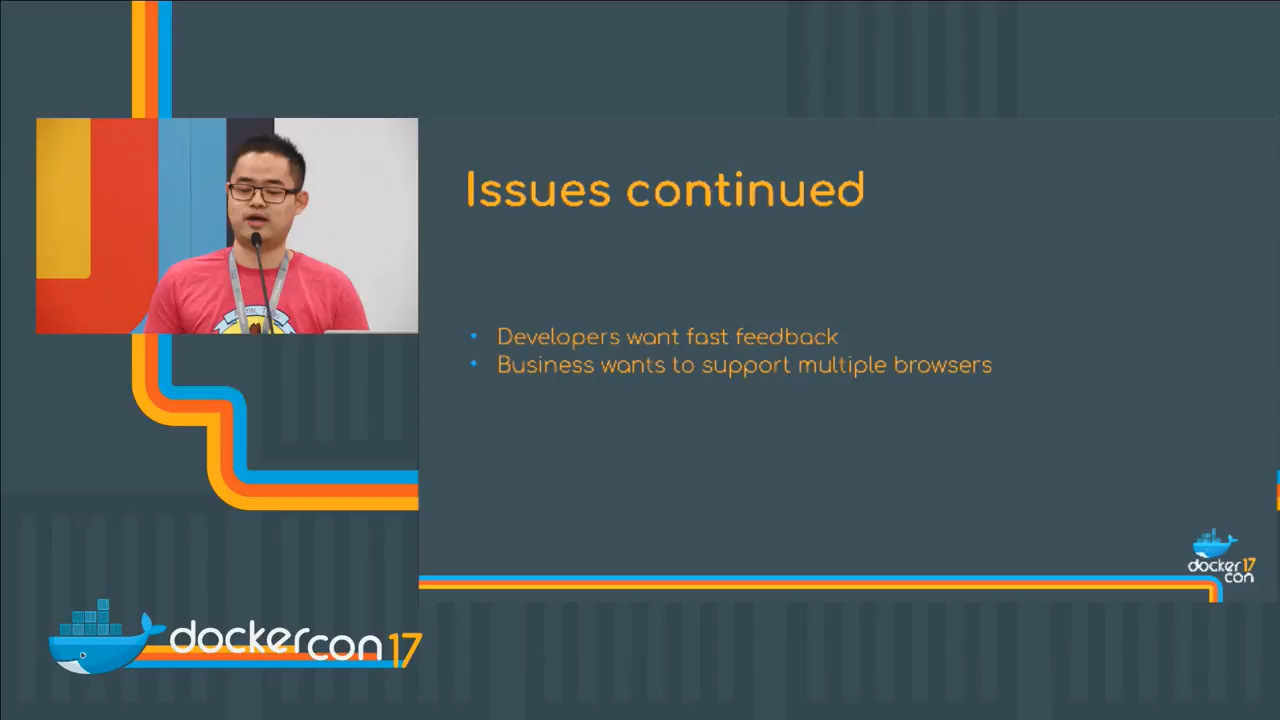 Issues continued
• Developers want fast feedback
• Business wants to support multiple browsers
docker 17
con
dockercon 17